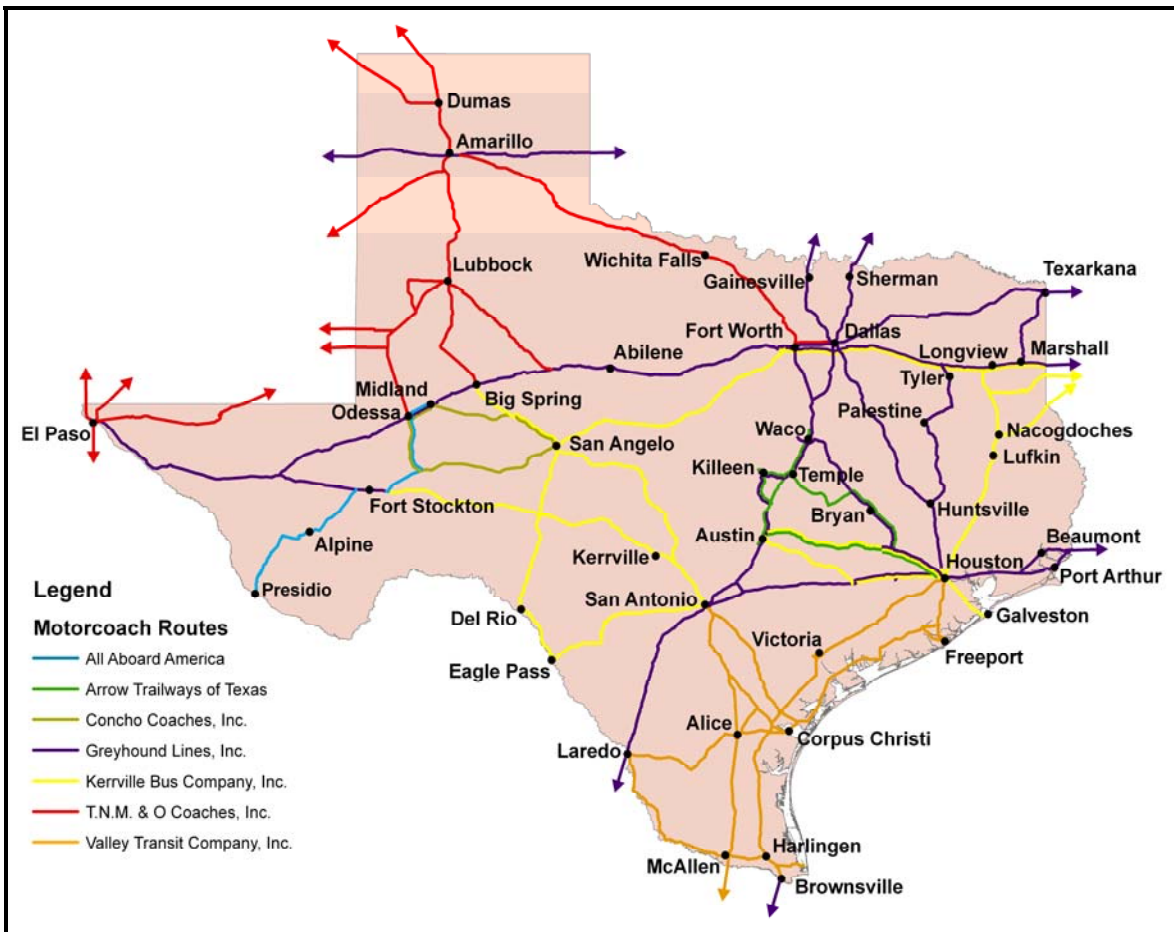 Dumas
Amarillo
Lubbock
Wichita Falls
Gainesville
Sherman
Texarkana
Fort Worth
Dallas
Abilene
Longview
Marshall
Tyler
Midland
Odessa
Big Spring
Palestine
El Paso
San Angelo
Waco
Nacogdoches
Lufkin
Killeen
Temple
Fort Stockton
Bryan
Huntsville
Alpine
Austin
Kerrville
Beaumont
Houston
Port Arthur
Presidio
San Antonio
Del Rio
Galveston
Victoria
Freeport
Eagle Pass
Alice
Corpus Christi
Laredo
Harlingen
McAllen
Brownsville
Legend
Motorcoach Routes
All Aboard America
Arrow Trailways of Texas
Concho Coaches, Inc.
Greyhound Lines, Inc.
Kerrville Bus Company, Inc.
T.N.M. & O Coaches, Inc.
Valley Transit Company, Inc.